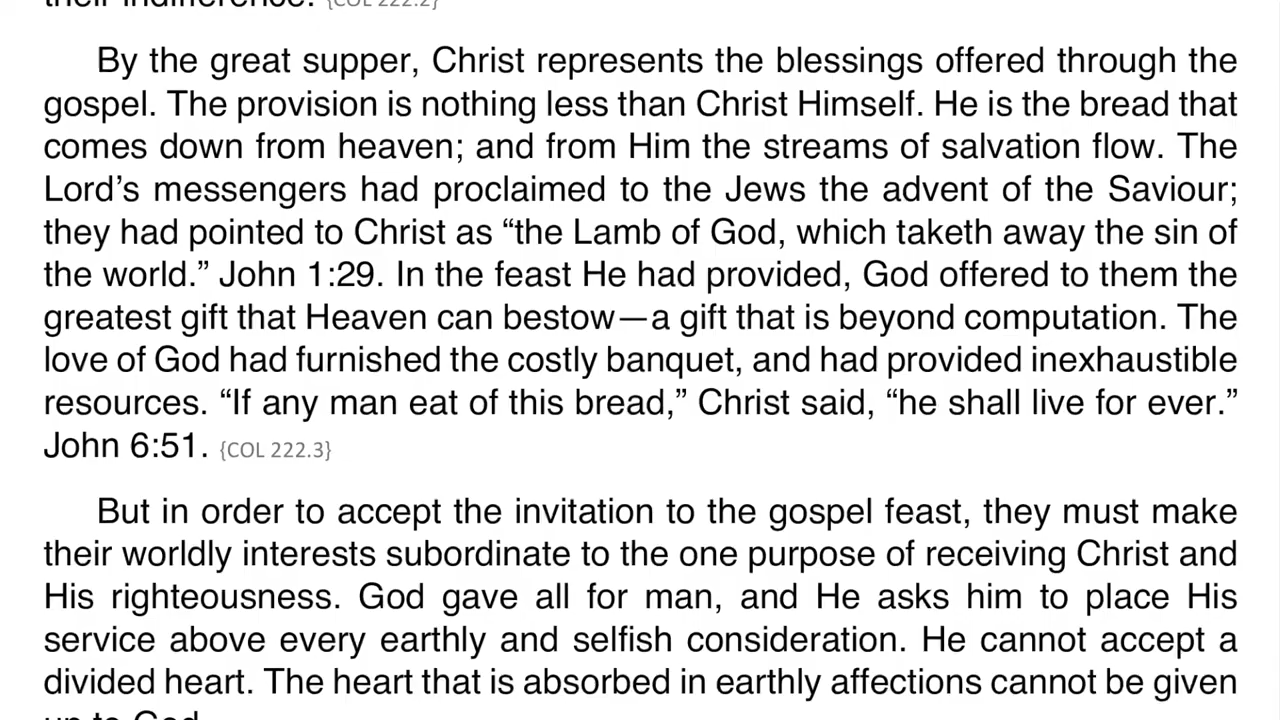 their indifference. {COL 222.2}
By the great supper, Christ represents the blessings offered through the
gospel. The provision is nothing less than Christ Himself. He is the bread that
comes down from heaven; and from Him the streams of salvation flow. The
Lord’s messengers had proclaimed to the Jews the advent of the Saviour;
they had pointed to Christ as “the Lamb of God, which taketh away the sin of
the world.” John 1:29. In the feast He had provided, God offered to them the
greatest gift that Heaven can bestow—a gift that is beyond computation. The
love of God had furnished the costly banquet, and had provided inexhaustible
resources. “If any man eat of this bread,” Christ said, “he shall live for ever.”
John 6:51. {COL 222.3}
But in order to accept the invitation to the gospel feast, they must make
their worldly interests subordinate to the one purpose of receiving Christ and
His righteousness. God gave all for man, and He asks him to place His
service above every earthly and selfish consideration. He cannot accept a
divided heart. The heart that is absorbed in earthly affections cannot be given
up to God.